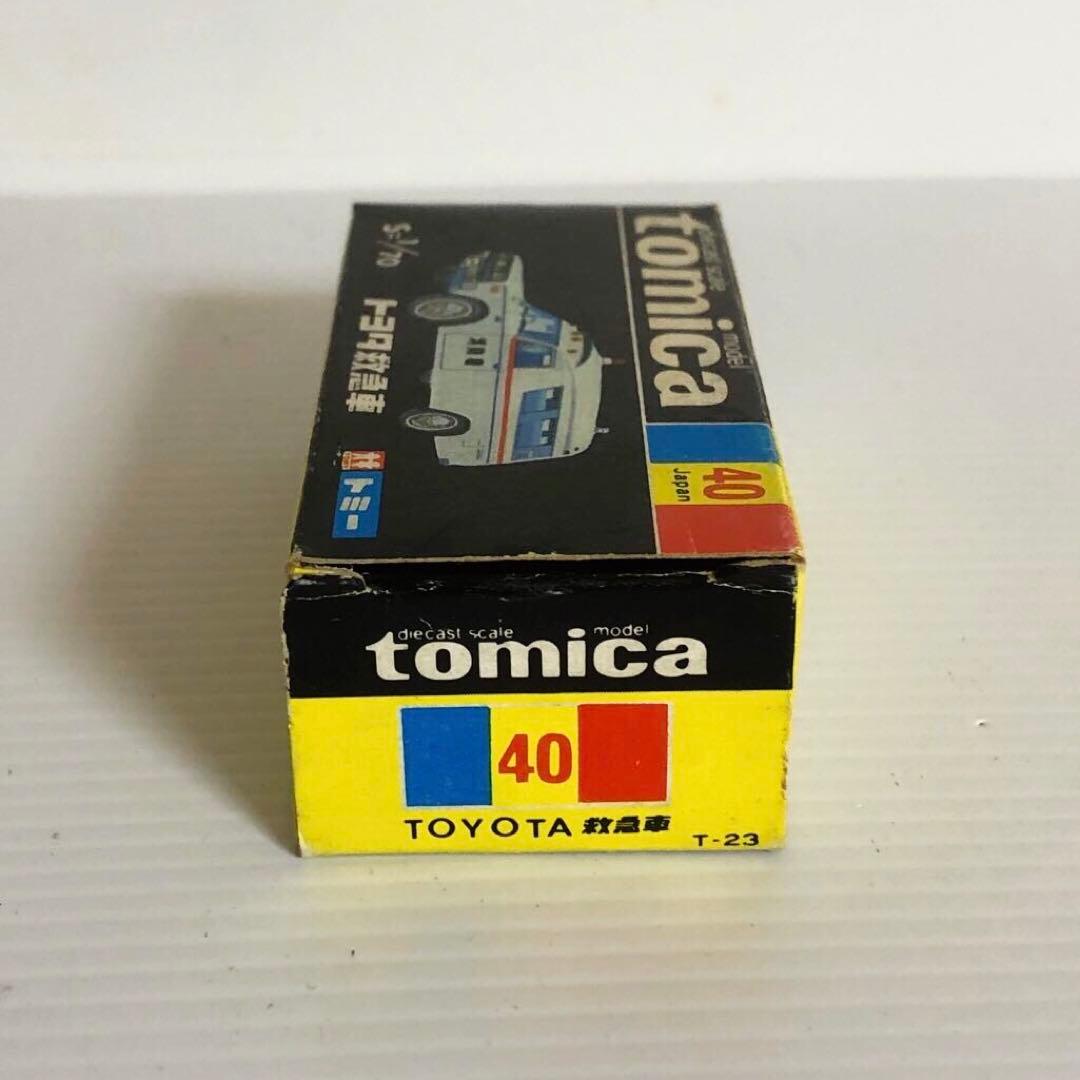 diecast scale model
tomica
40
Japan
S=1/70
トヨタ救急車
トミー
diecast scale model
tomica
40
TOYOTA 救急車
T-23